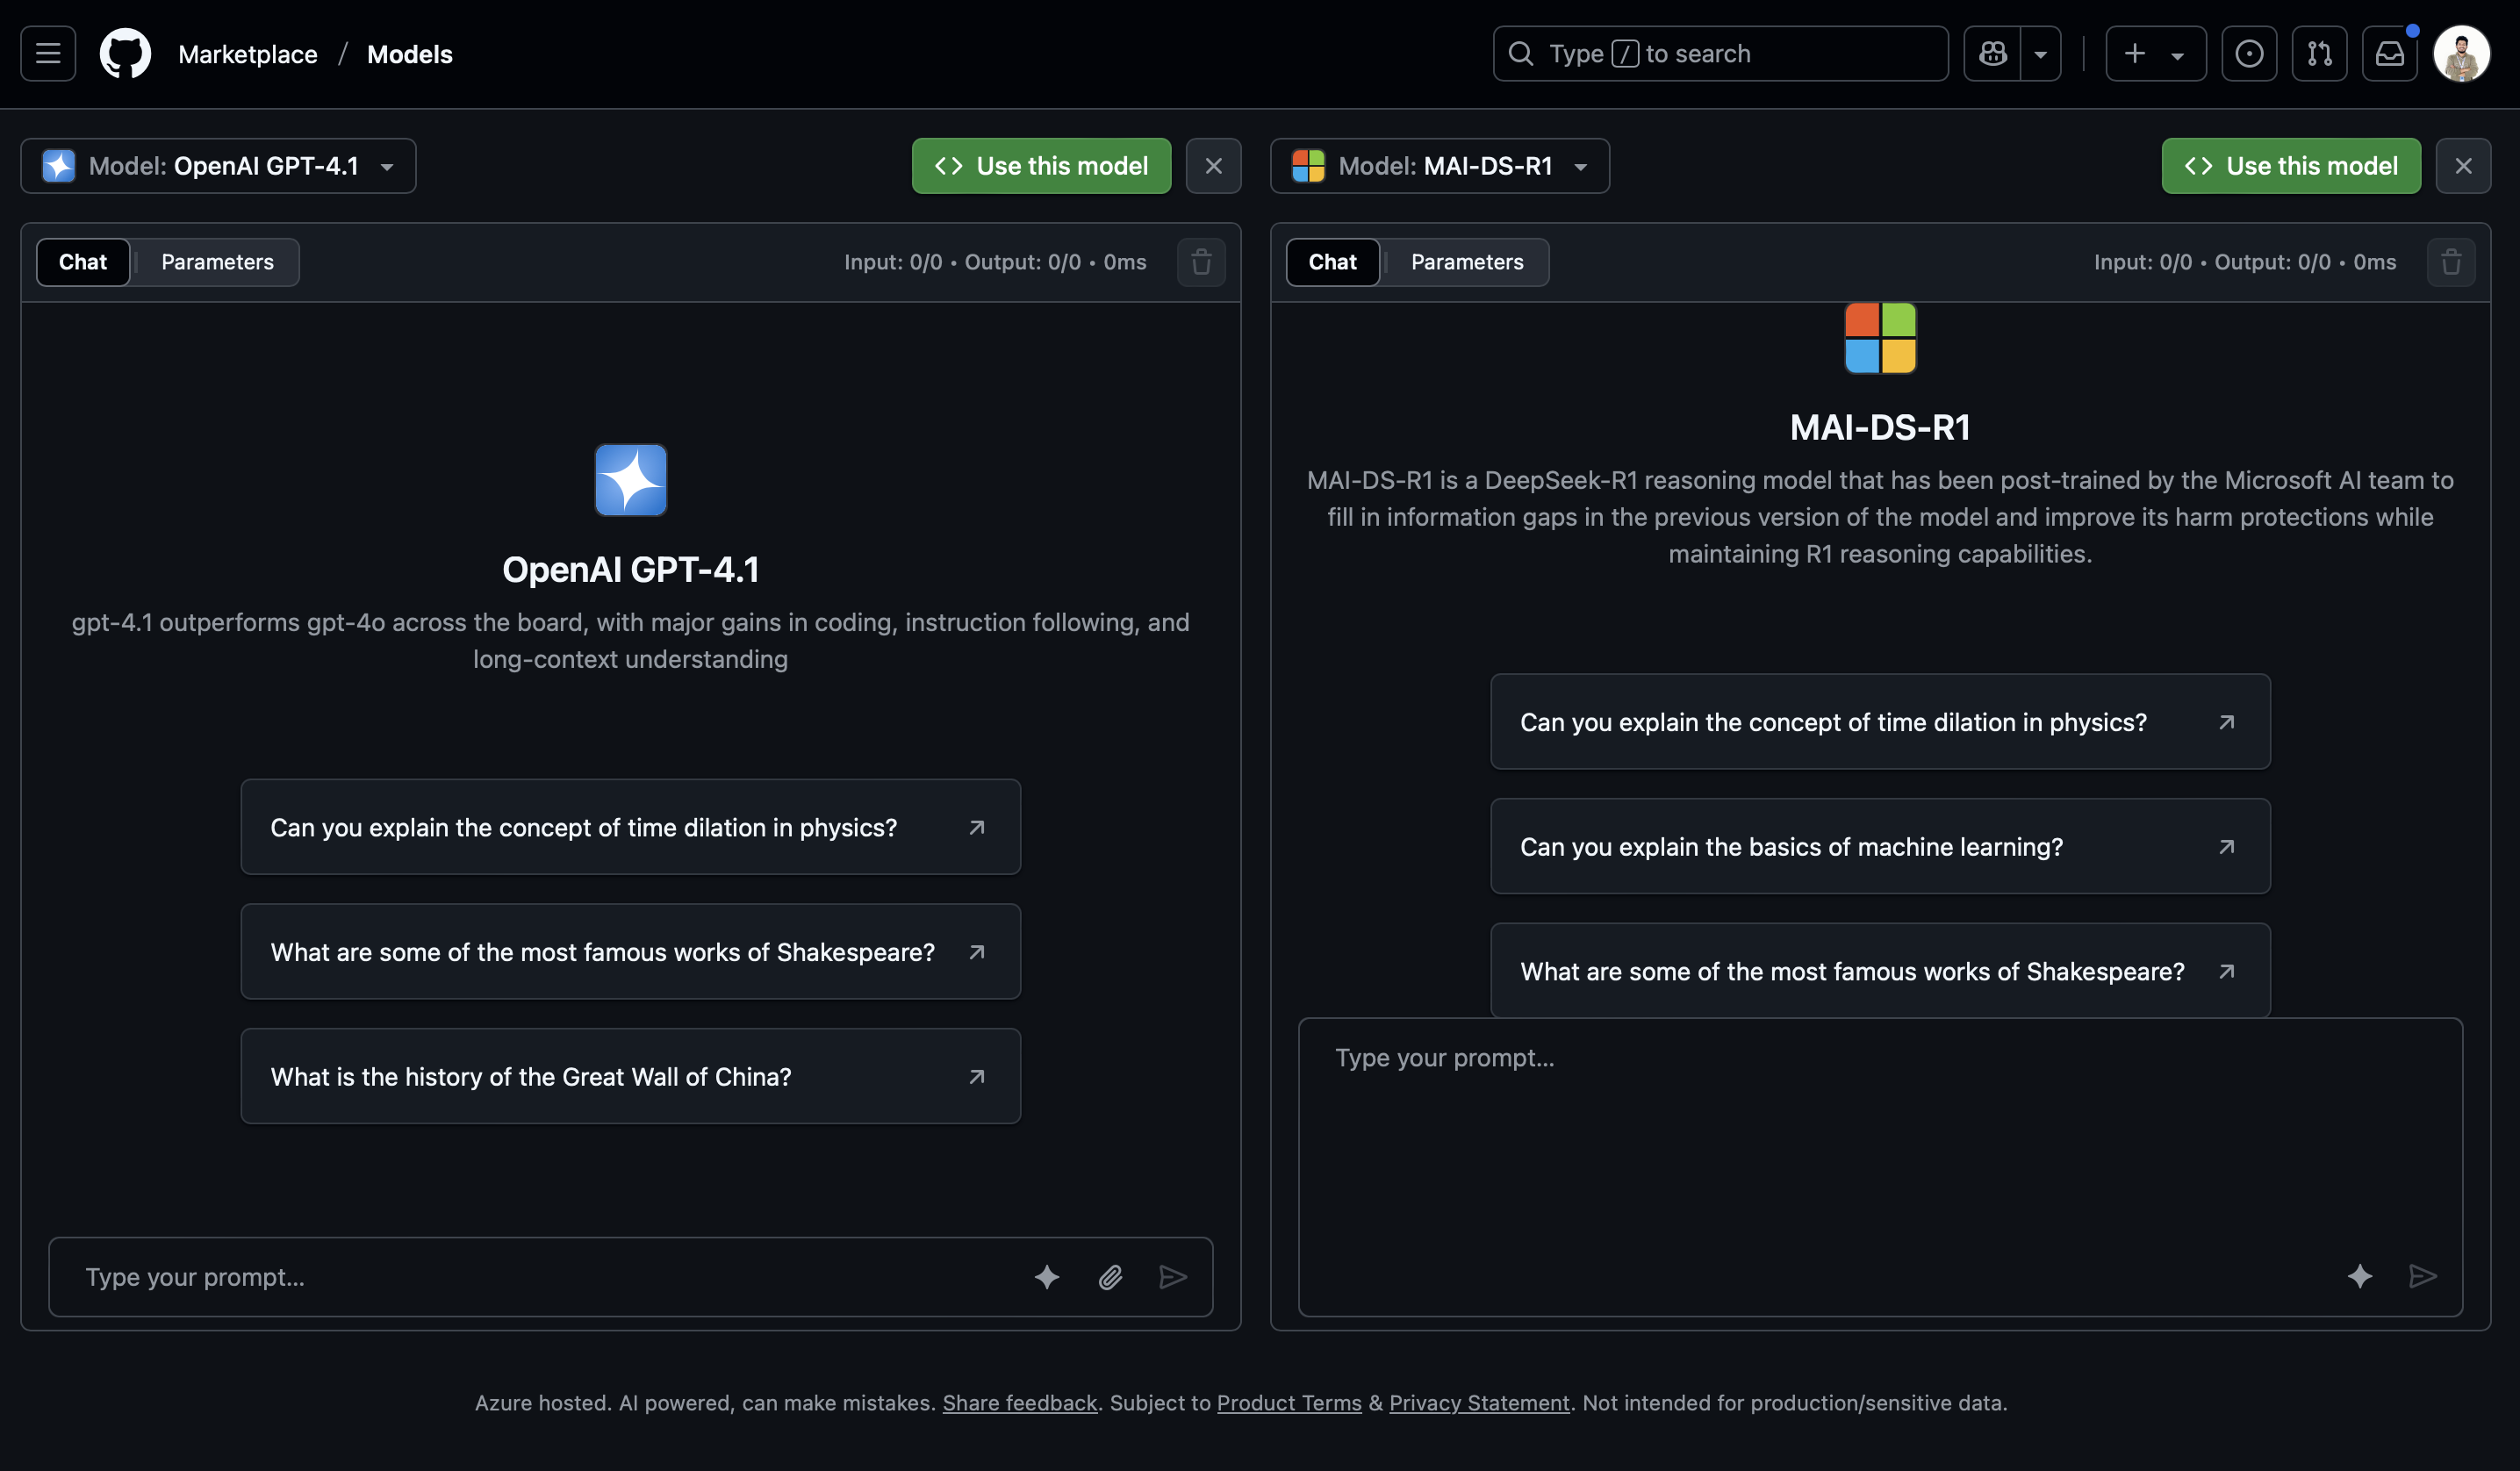 Marketplace / Models
Type / to search
Model: OpenAI GPT-4.1
Use this model
Chat
Parameters
Input: 0/0 • Output: 0/0 • 0ms
OpenAI GPT-4.1
gpt-4.1 outperforms gpt-4o across the board, with major gains in coding, instruction following, and
long-context understanding
Can you explain the concept of time dilation in physics?
What are some of the most famous works of Shakespeare?
What is the history of the Great Wall of China?
Type your prompt...
Model: MAI-DS-R1
Use this model
Chat
Parameters
Input: 0/0 • Output: 0/0 • 0ms
MAI-DS-R1
MAI-DS-R1 is a DeepSeek-R1 reasoning model that has been post-trained by the Microsoft AI team to
fill in information gaps in the previous version of the model and improve its harm protections while
maintaining R1 reasoning capabilities.
Can you explain the concept of time dilation in physics?
Can you explain the basics of machine learning?
What are some of the most famous works of Shakespeare?
Type your prompt...
Azure hosted. AI powered, can make mistakes. Share feedback. Subject to Product Terms & Privacy Statement. Not intended for production/sensitive data.